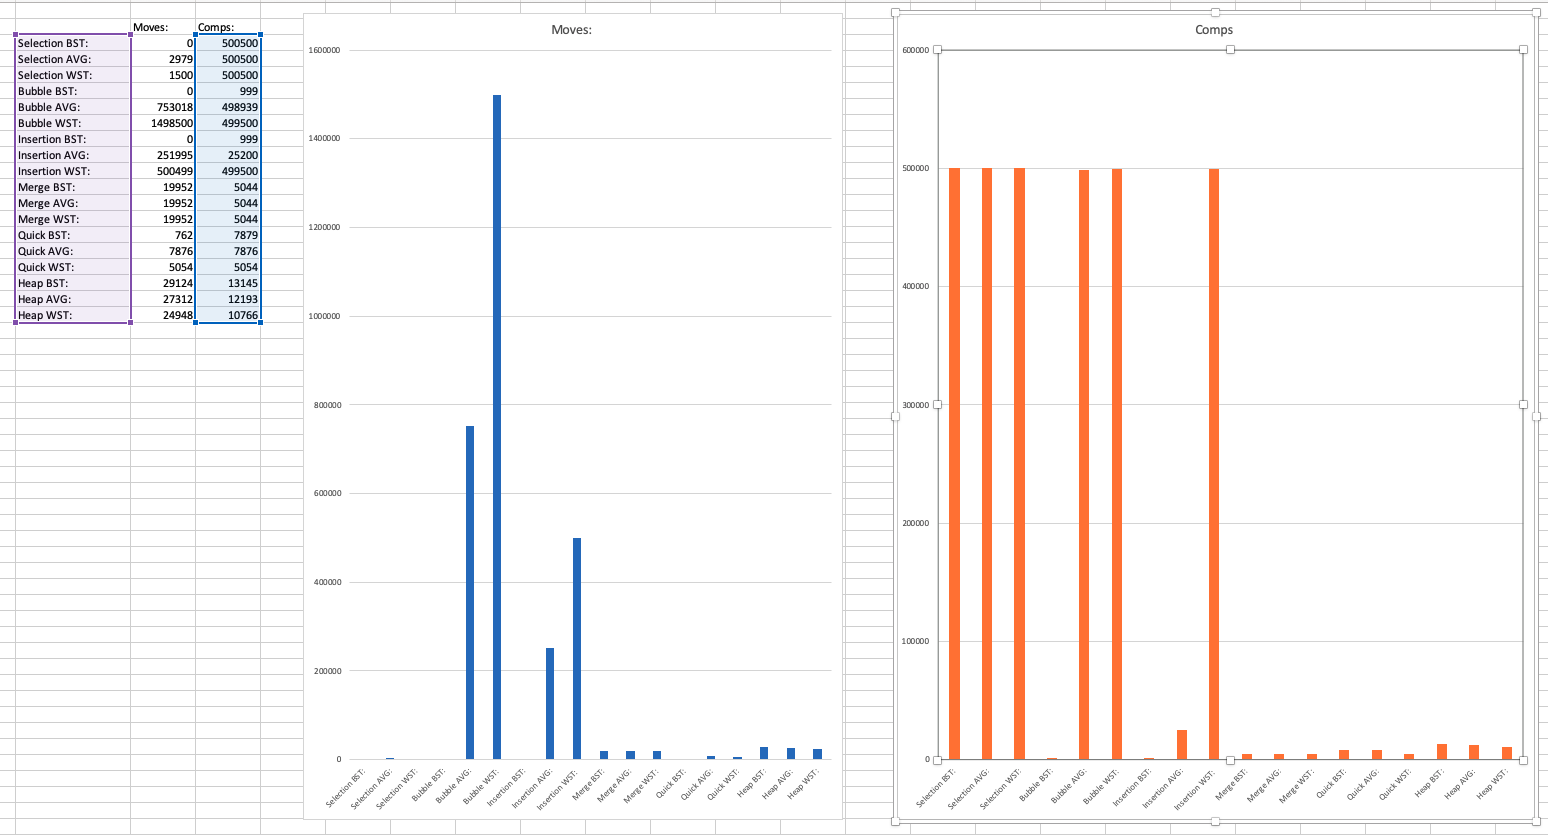 Moves: Comps:
Selection BST: 0 500500
Selection AVG: 2979 500500
Selection WST: 1500 500500
Bubble BST: 0 999
Bubble AVG: 753018 498939
Bubble WST: 1498500 499500
Insertion BST: 0 999
Insertion AVG: 251995 25200
Insertion WST: 500499 499500
Merge BST: 19952 5044
Merge AVG: 19952 5044
Merge WST: 19952 5044
Quick BST: 762 7879
Quick AVG: 7876 7876
Quick WST: 5054 5054
Heap BST: 29124 13145
Heap AVG: 27312 12193
Heap WST: 24948 10766
Moves:
1600000
1400000
1200000
1000000
800000
600000
400000
200000
0
Selection BST: Selection AVG: Selection WST: Bubble BST: Bubble AVG: Bubble WST: Insertion BST: Insertion AVG: Insertion WST: Merge BST: Merge AVG: Merge WST: Quick BST: Quick AVG: Quick WST: Heap BST: Heap AVG: Heap WST:
Comps
600000
500000
400000
300000
200000
100000
0
Selection BST: Selection AVG: Selection WST: Bubble BST: Bubble AVG: Bubble WST: Insertion BST: Insertion AVG: Insertion WST: Merge BST: Merge AVG: Merge WST: Quick BST: Quick AVG: Quick WST: Heap BST: Heap AVG: Heap WST: